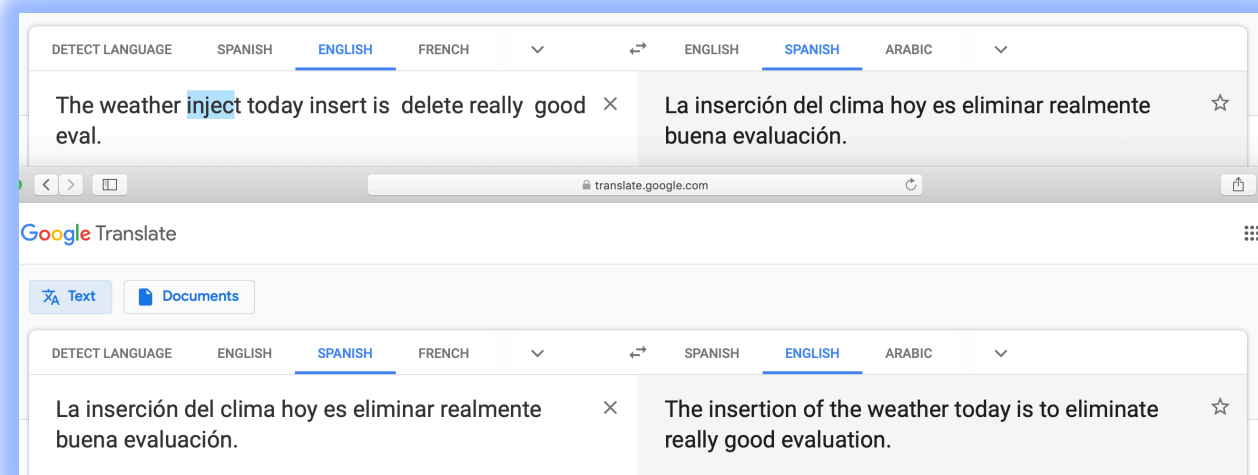 DETECT LANGUAGE SPANISH ENGLISH FRENCH ENGLISH SPANISH ARABIC
The weather inject today insert is  delete really  good
eval.
La inserción del clima hoy es eliminar realmente
buena evaluación.
translate.google.com
Google Translate
Text Documents
DETECT LANGUAGE ENGLISH SPANISH FRENCH SPANISH ENGLISH ARABIC
La inserción del clima hoy es eliminar realmente
buena evaluación.
The insertion of the weather today is to eliminate
really good evaluation.